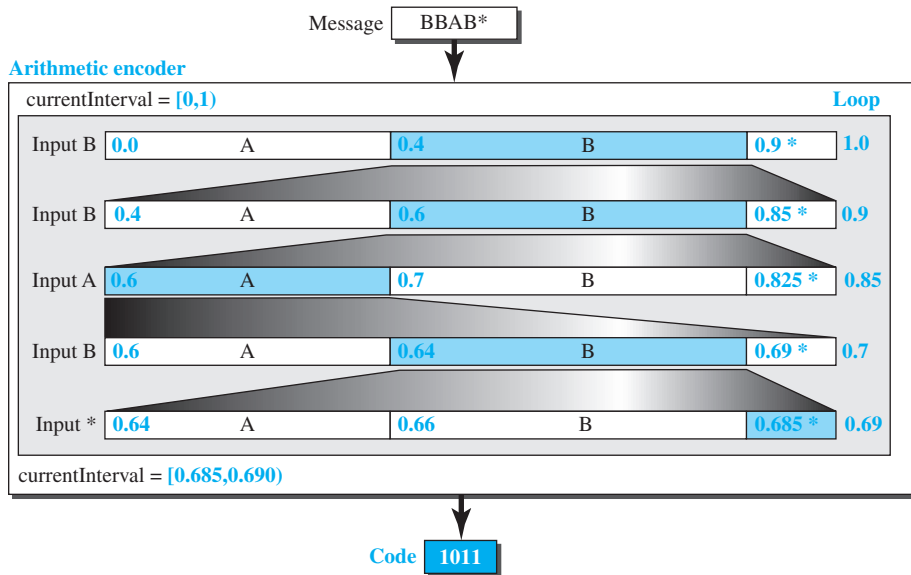 Message BBAB*
Arithmetic encoder
currentInterval = [0,1) Loop
Input B 0.0 A 0.4 B 0.9 * 1.0
Input B 0.4 A 0.6 B 0.85 * 0.9
Input A 0.6 A 0.7 B 0.825 * 0.85
Input B 0.6 A 0.64 B 0.69 * 0.7
Input * 0.64 A 0.66 B 0.685 * 0.69
currentInterval = [0.685,0.690)
Code 1011